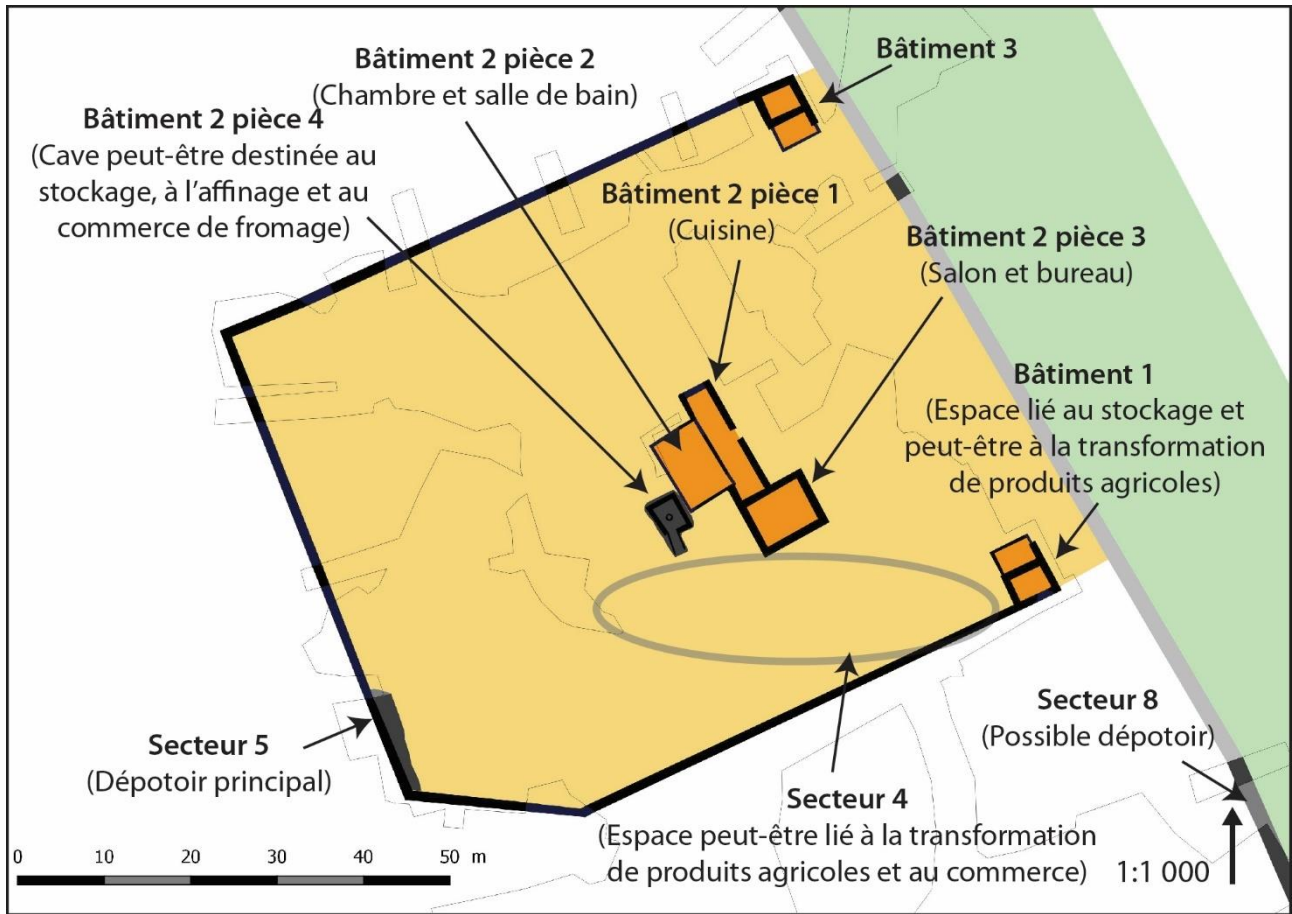 Bâtiment 3
Bâtiment 2 pièce 2
(Chambre et salle de bain)
Bâtiment 2 pièce 4
(Cave peut-être destinée au
stockage, à l’affinage et au
commerce de fromage)
Bâtiment 2 pièce 1
(Cuisine)
Bâtiment 2 pièce 3
(Salon et bureau)
Bâtiment 1
(Espace lié au stockage et
peut-être à la transformation
de produits agricoles)
Secteur 5
(Dépotoir principal)
Secteur 8
(Possible dépotoir)
Secteur 4
(Espace peut-être lié à la transformation
de produits agricoles et au commerce)
0 10 20 30 40 50 m
1:1 000